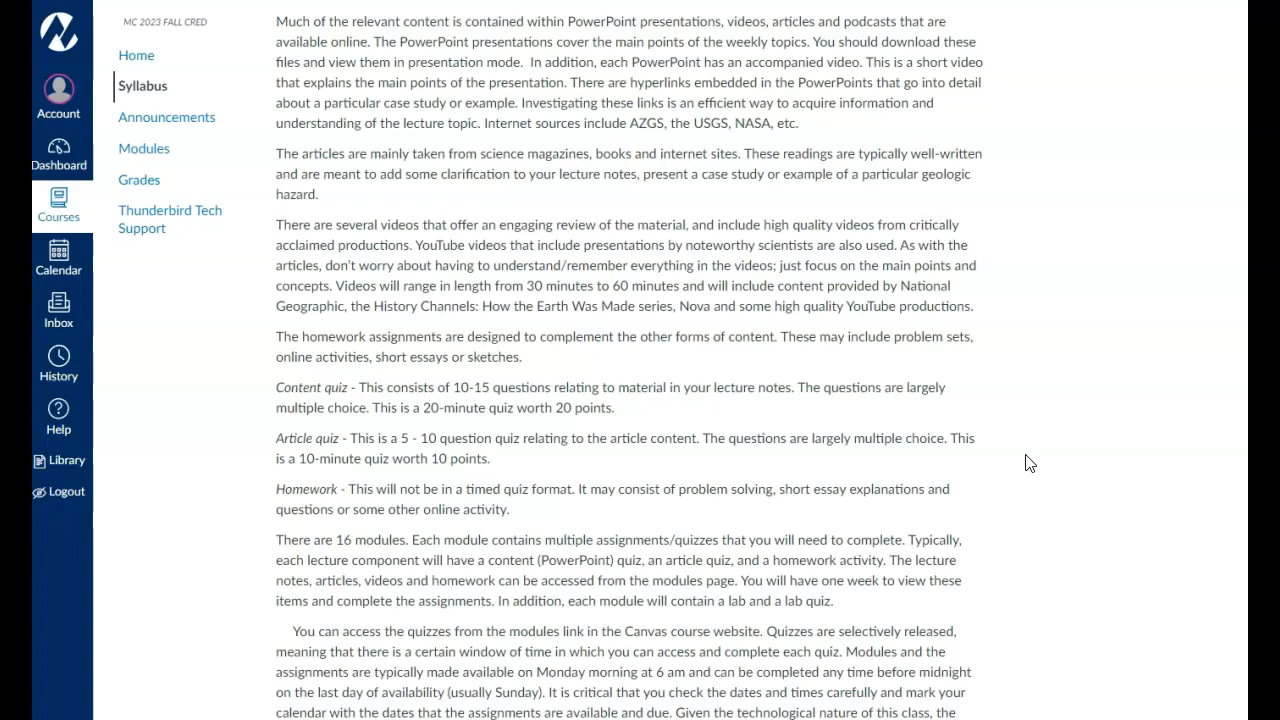 MC 2023 FALL CRED
Home
Syllabus
Announcements
Modules
Grades
Thunderbird Tech
Support
Account
Dashboard
Courses
Calendar
Inbox
History
Help
Library
Logout
Much of the relevant content is contained within PowerPoint presentations, videos, articles and podcasts that are
available online. The PowerPoint presentations cover the main points of the weekly topics. You should download these
files and view them in presentation mode.  In addition, each PowerPoint has an accompanied video. This is a short video
that explains the main points of the presentation. There are hyperlinks embedded in the PowerPoints that go into detail
about a particular case study or example. Investigating these links is an efficient way to acquire information and
understanding of the lecture topic. Internet sources include AZGS, the USGS, NASA, etc.
The articles are mainly taken from science magazines, books and internet sites. These readings are typically well-written
and are meant to add some clarification to your lecture notes, present a case study or example of a particular geologic
hazard.
There are several videos that offer an engaging review of the material, and include high quality videos from critically
acclaimed productions. YouTube videos that include presentations by noteworthy scientists are also used. As with the
articles, don't worry about having to understand/remember everything in the videos; just focus on the main points and
concepts. Videos will range in length from 30 minutes to 60 minutes and will include content provided by National
Geographic, the History Channels: How the Earth Was Made series, Nova and some high quality YouTube productions.
The homework assignments are designed to complement the other forms of content. These may include problem sets,
online activities, short essays or sketches.
Content quiz - This consists of 10-15 questions relating to material in your lecture notes. The questions are largely
multiple choice. This is a 20-minute quiz worth 20 points.
Article quiz - This is a 5 - 10 question quiz relating to the article content. The questions are largely multiple choice. This
is a 10-minute quiz worth 10 points.
Homework - This will not be in a timed quiz format. It may consist of problem solving, short essay explanations and
questions or some other online activity.
There are 16 modules. Each module contains multiple assignments/quizzes that you will need to complete. Typically,
each lecture component will have a content (PowerPoint) quiz, an article quiz, and a homework activity. The lecture
notes, articles, videos and homework can be accessed from the modules page. You will have one week to view these
items and complete the assignments. In addition, each module will contain a lab and a lab quiz.
You can access the quizzes from the modules link in the Canvas course website. Quizzes are selectively released,
meaning that there is a certain window of time in which you can access and complete each quiz. Modules and the
assignments are typically made available on Monday morning at 6 am and can be completed any time before midnight
on the last day of availability (usually Sunday). It is critical that you check the dates and times carefully and mark your
calendar with the dates that the assignments are available and due. Given the technological nature of this class, the